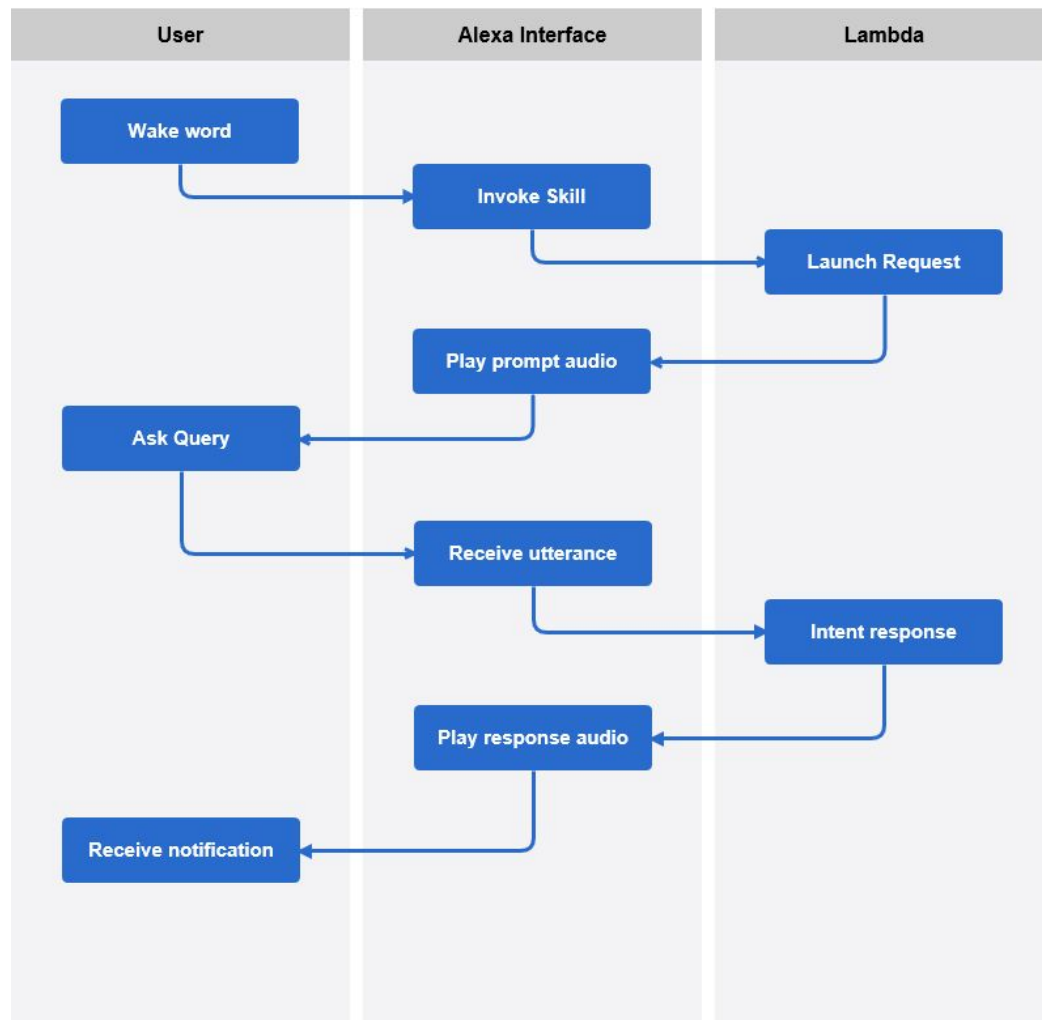 User
Alexa Interface
Lambda
Wake word
Invoke Skill
Launch Request
Play prompt audio
Ask Query
Receive utterance
Intent response
Play response audio
Receive notification